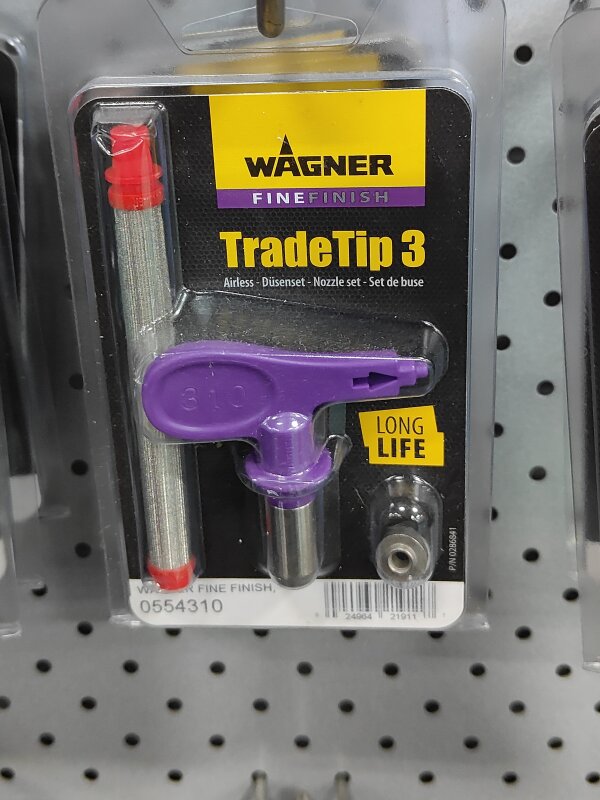 WAGNER
FINEFINISH
TradeTip 3
Airless - Düsenset - Nozzle set - Set de buse
310
LONG
LIFE
P/N 0286841
WAGNER FINE FINISH,
0554310
24964 21911